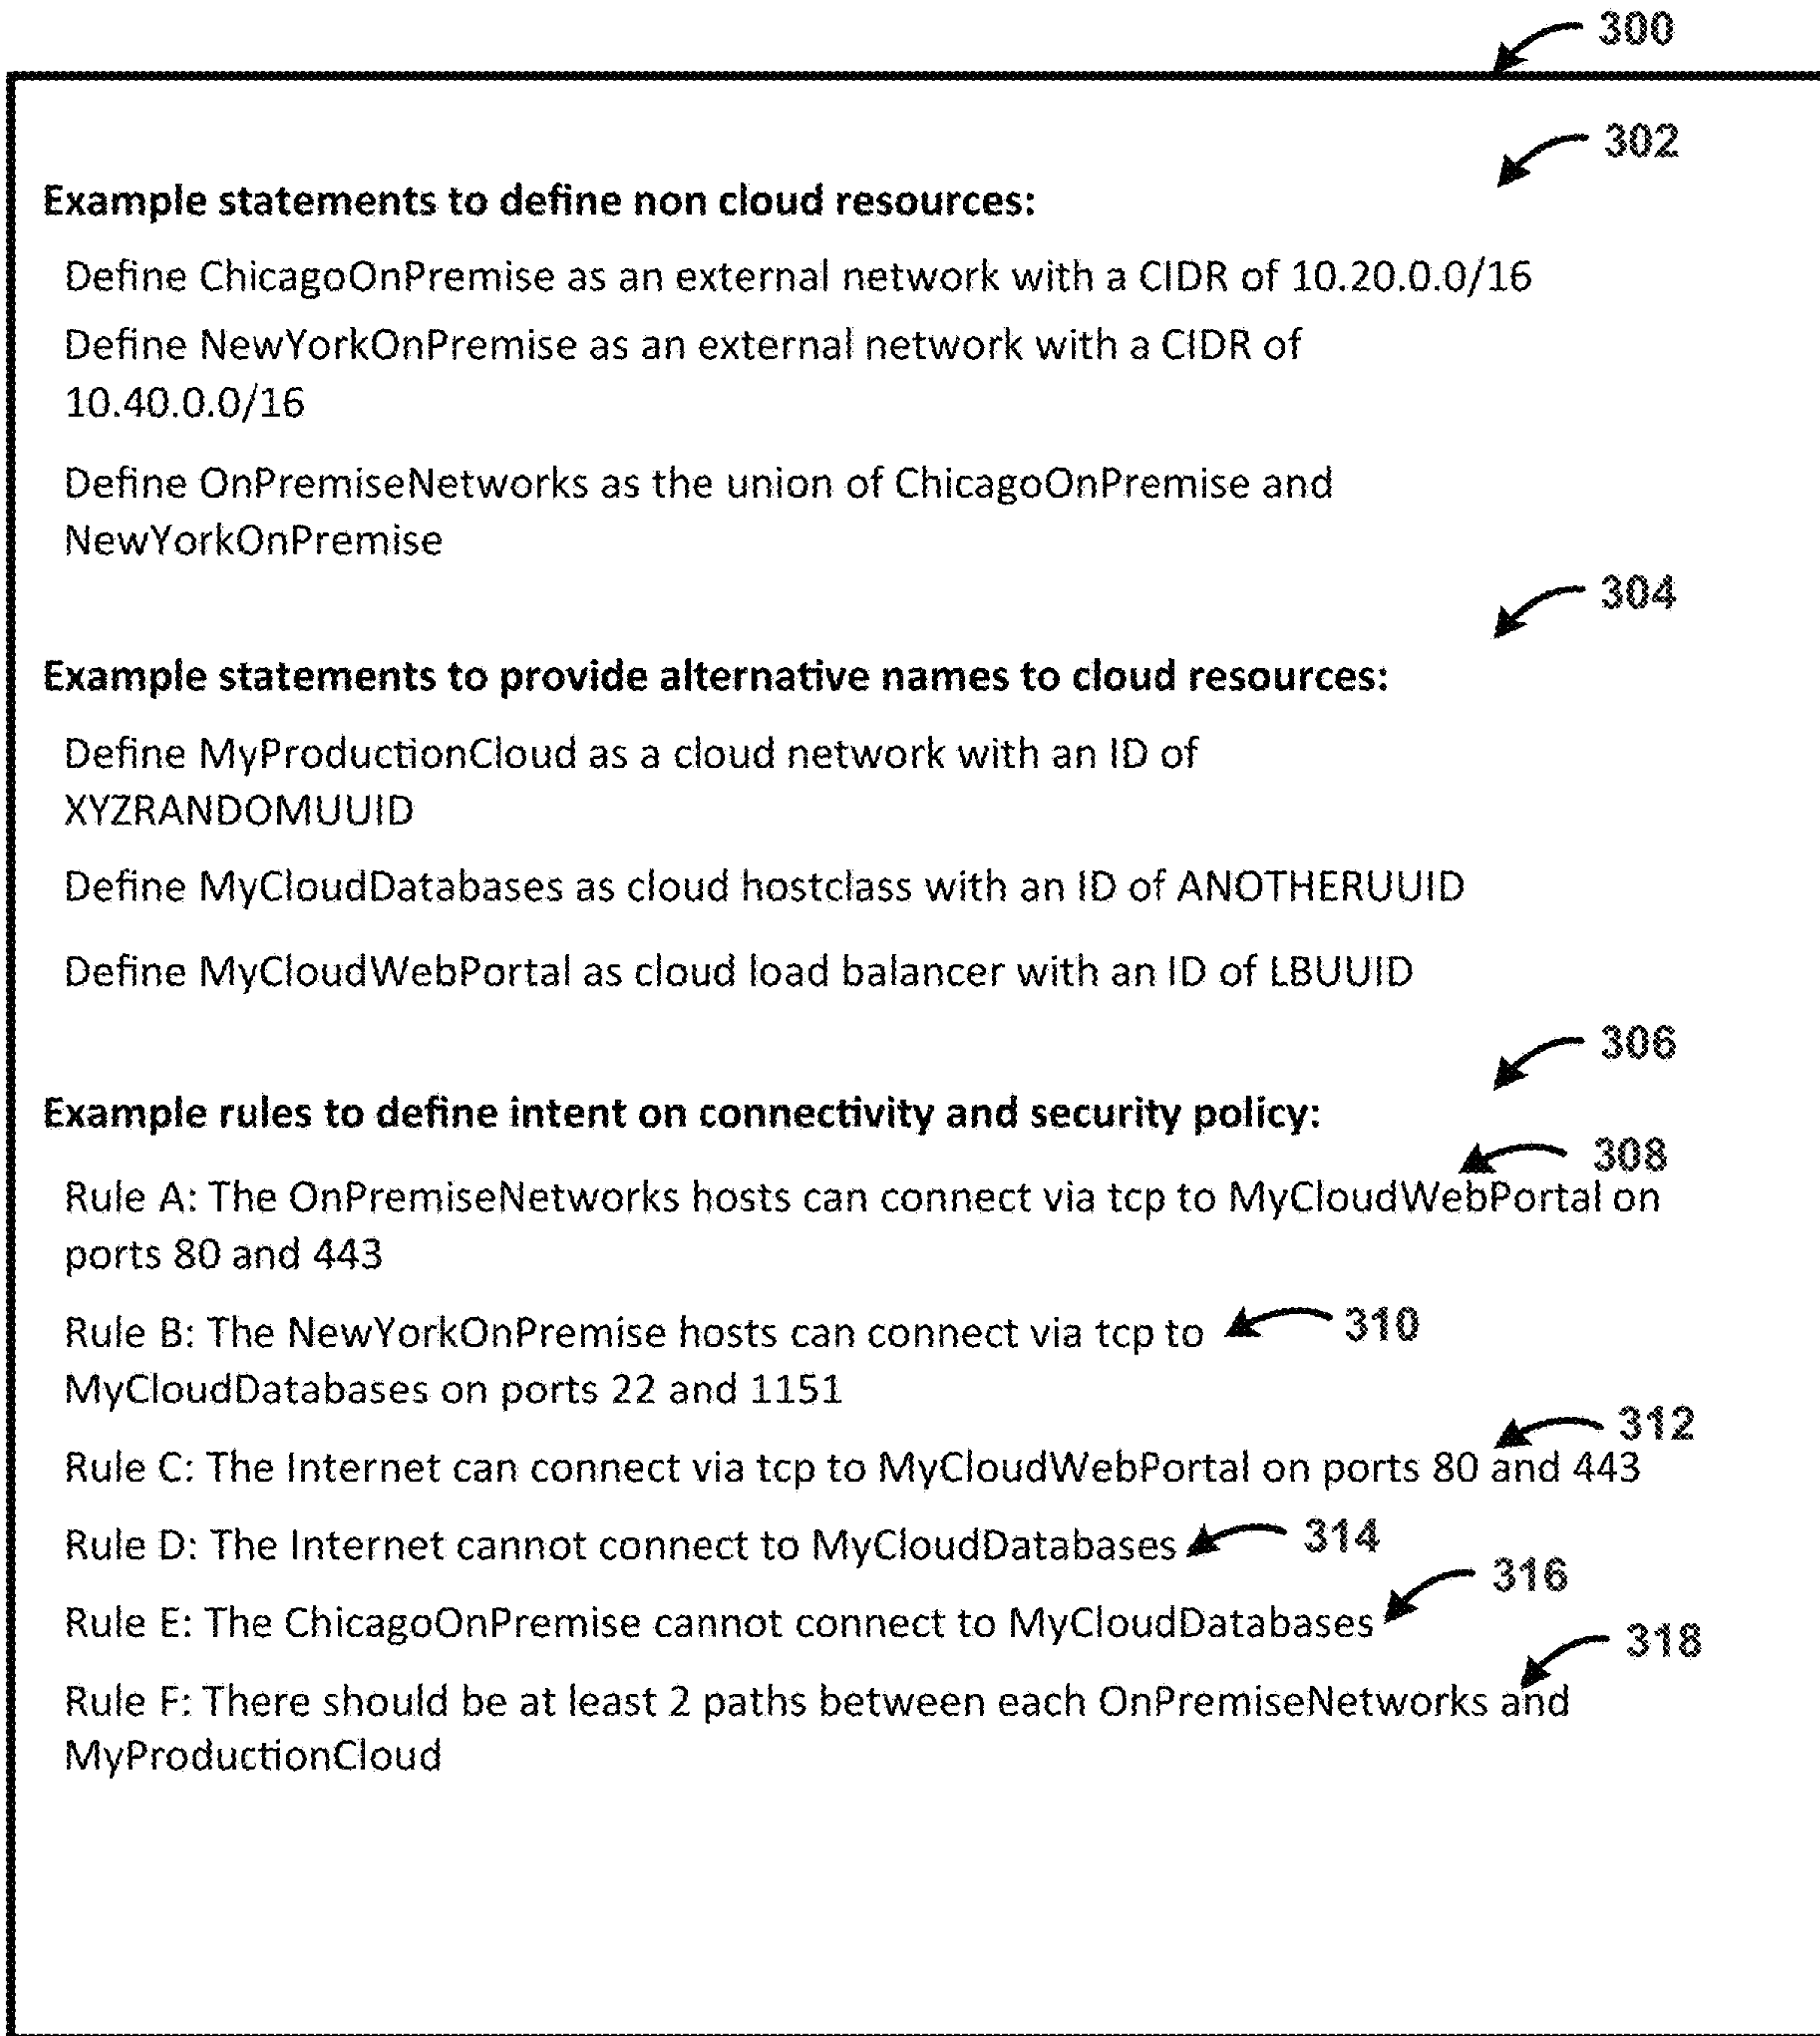 300
302
Example statements to define non cloud resources:
Define ChicagoOnPremise as an external network with a CIDR of 10.20.0.0/16
Define NewYorkOnPremise as an external network with a CIDR of
10.40.0.0/16
Define OnPremiseNetworks as the union of ChicagoOnPremise and
NewYorkOnPremise
304
Example statements to provide alternative names to cloud resources:
Define MyProductionCloud as a cloud network with an ID of
XYZRANDOMUUID
Define MyCloudDatabases as cloud hostclass with an ID of ANOTHERUUID
Define MyCloudWebPortal as cloud load balancer with an ID of LBUUID
306
Example rules to define intent on connectivity and security policy:
308
Rule A: The OnPremiseNetworks hosts can connect via tcp to MyCloudWebPortal on
ports 80 and 443
Rule B: The NewYorkOnPremise hosts can connect via tcp to 310
MyCloudDatabases on ports 22 and 1151
312
Rule C: The Internet can connect via tcp to MyCloudWebPortal on ports 80 and 443
Rule D: The Internet cannot connect to MyCloudDatabases 314
316
Rule E: The ChicagoOnPremise cannot connect to MyCloudDatabases
318
Rule F: There should be at least 2 paths between each OnPremiseNetworks and
MyProductionCloud